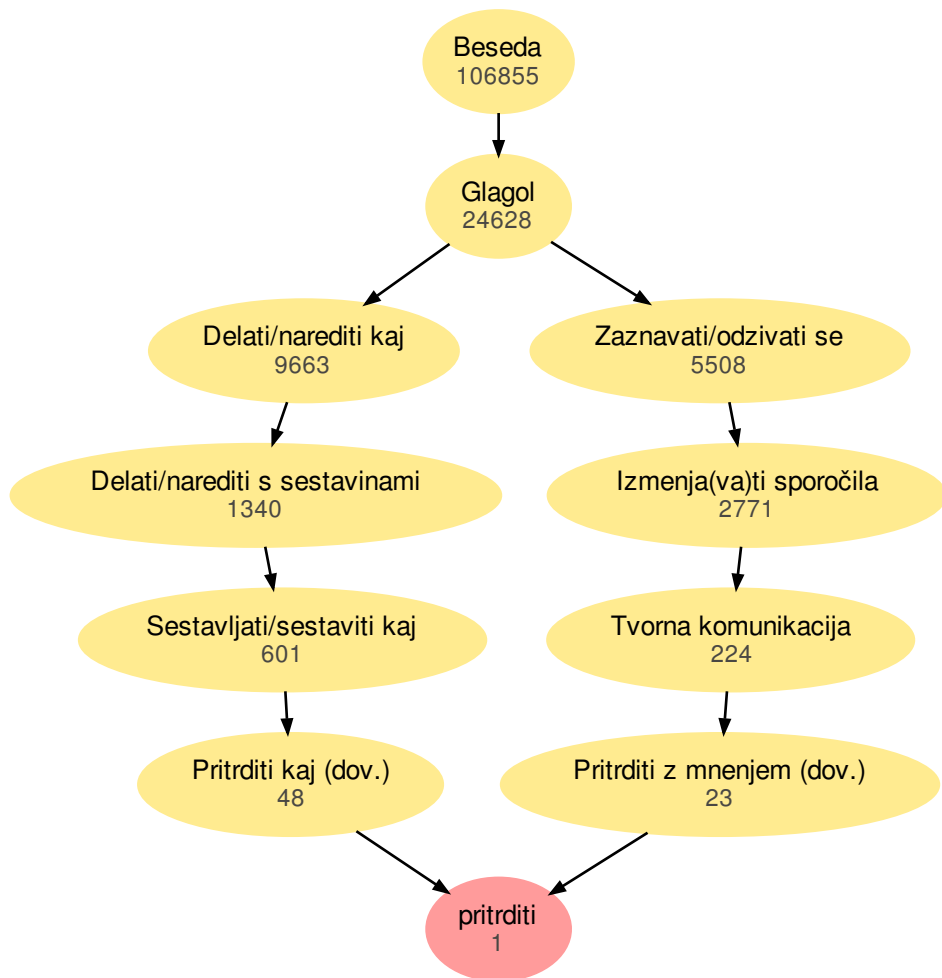 Beseda
106855
Glagol
24628
Delati/narediti kaj
9663
Zaznavati/odzivati se
5508
Delati/narediti s sestavinami
1340
Izmenja(va)ti sporočila
2771
Sestavljati/sestaviti kaj
601
Tvorna komunikacija
224
Pritrditi kaj (dov.)
48
Pritrditi z mnenjem (dov.)
23
pritrditi
1